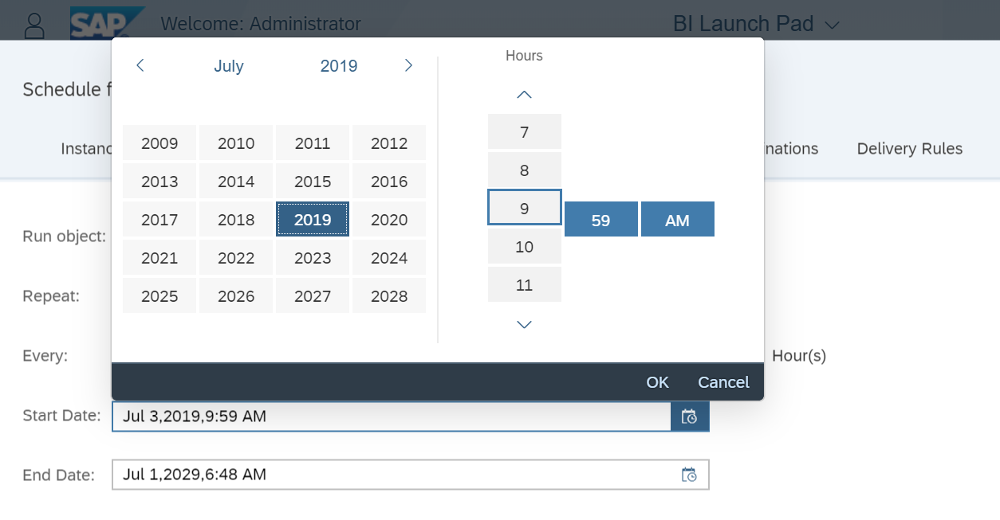 SAP Welcome: Administrator BI Launch Pad
Schedule f
Instanc
nations Delivery Rules
July 2019
2009 2010 2011 2012
2013 2014 2015 2016
2017 2018 2019 2020
2021 2022 2023 2024
2025 2026 2027 2028
Hours
7
8
9 59 AM
10
11
OK Cancel
Run object:
Repeat:
Every: Hour(s)
Start Date: Jul 3,2019,9:59 AM
End Date: Jul 1,2029,6:48 AM